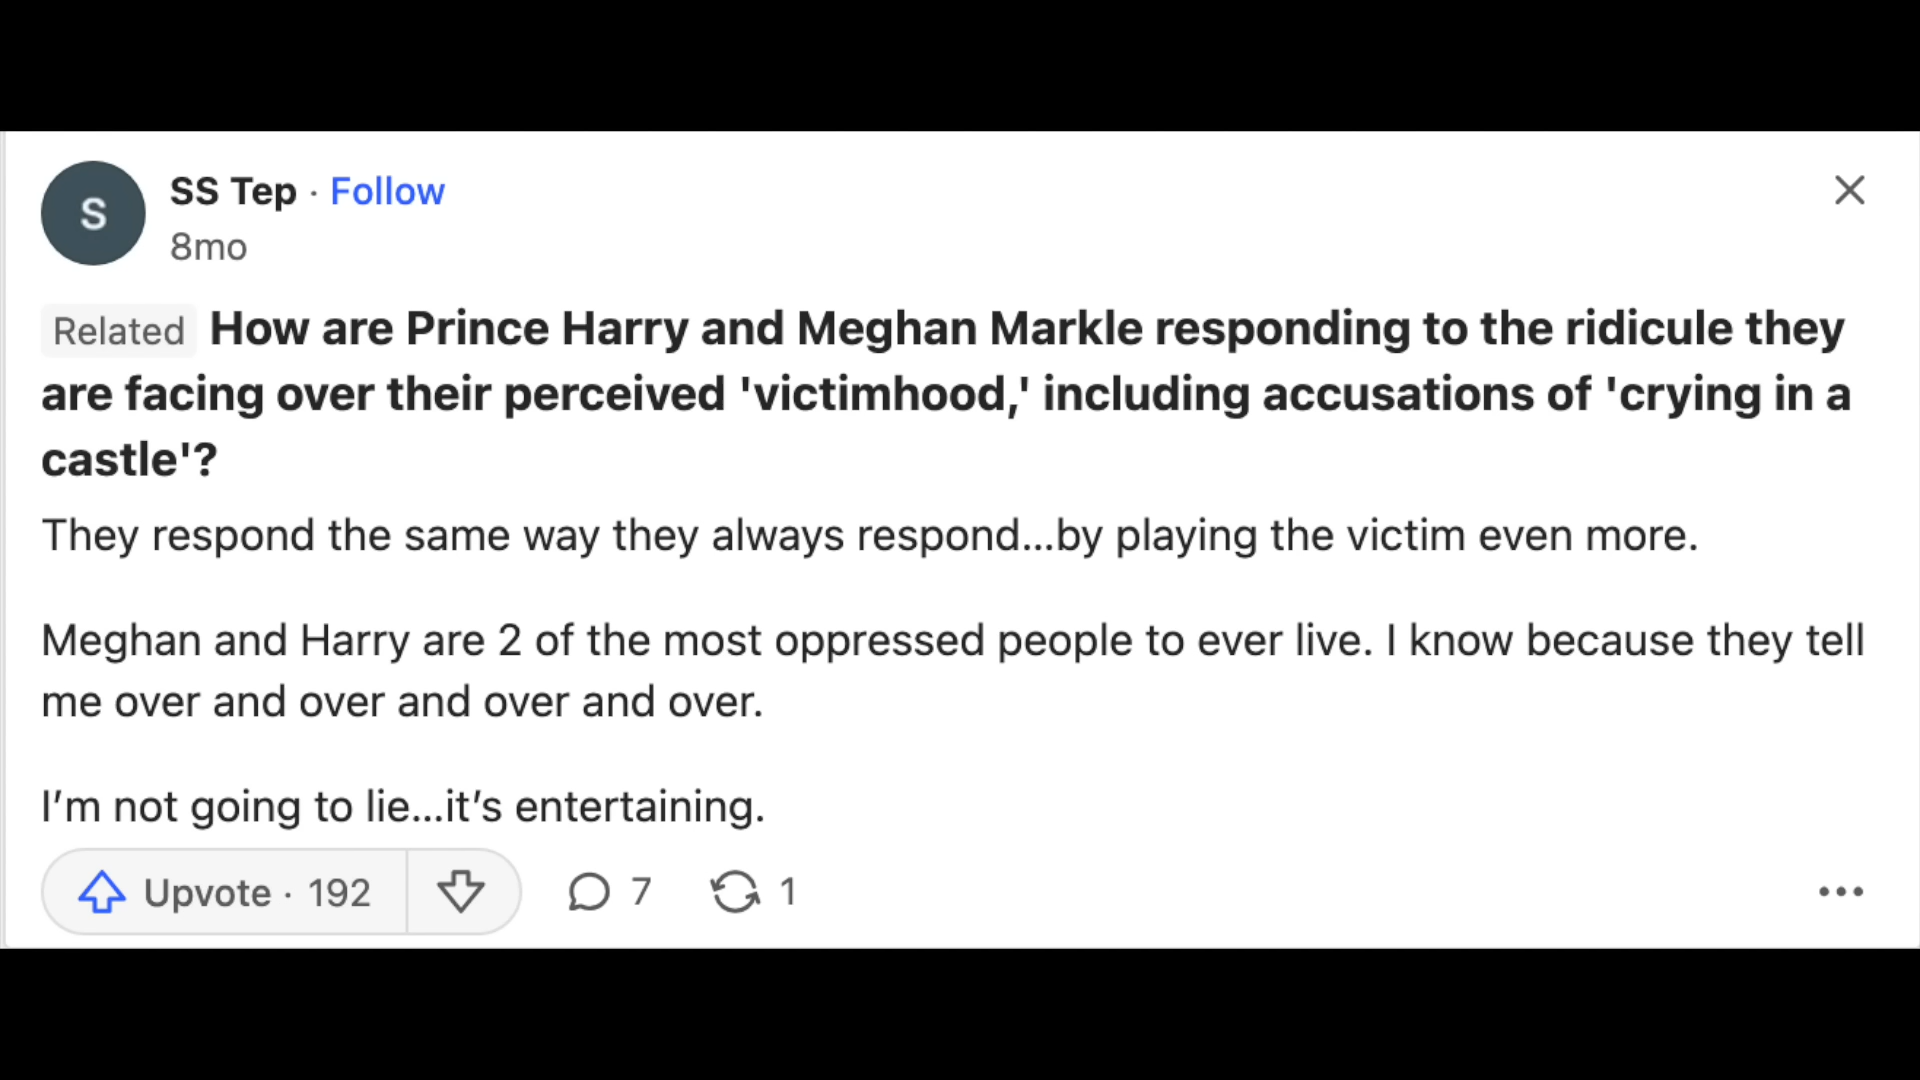 S
SS Tep · Follow
8mo
Related How are Prince Harry and Meghan Markle responding to the ridicule they
are facing over their perceived 'victimhood,' including accusations of 'crying in a
castle'?
They respond the same way they always respond...by playing the victim even more.
Meghan and Harry are 2 of the most oppressed people to ever live. I know because they tell
me over and over and over and over.
I’m not going to lie...it’s entertaining.
Upvote · 192 7 1